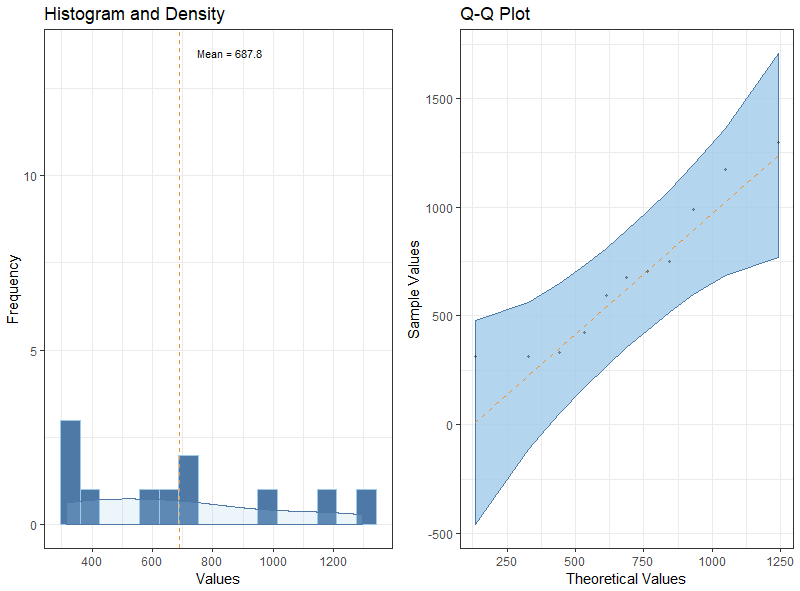 Histogram and Density
Mean = 687.8
10
5
0
Frequency
400
600
800
1000
1200
Values
Q-Q Plot
1500
1000
500
0
-500
Sample Values
250
500
750
1000
1250
Theoretical Values